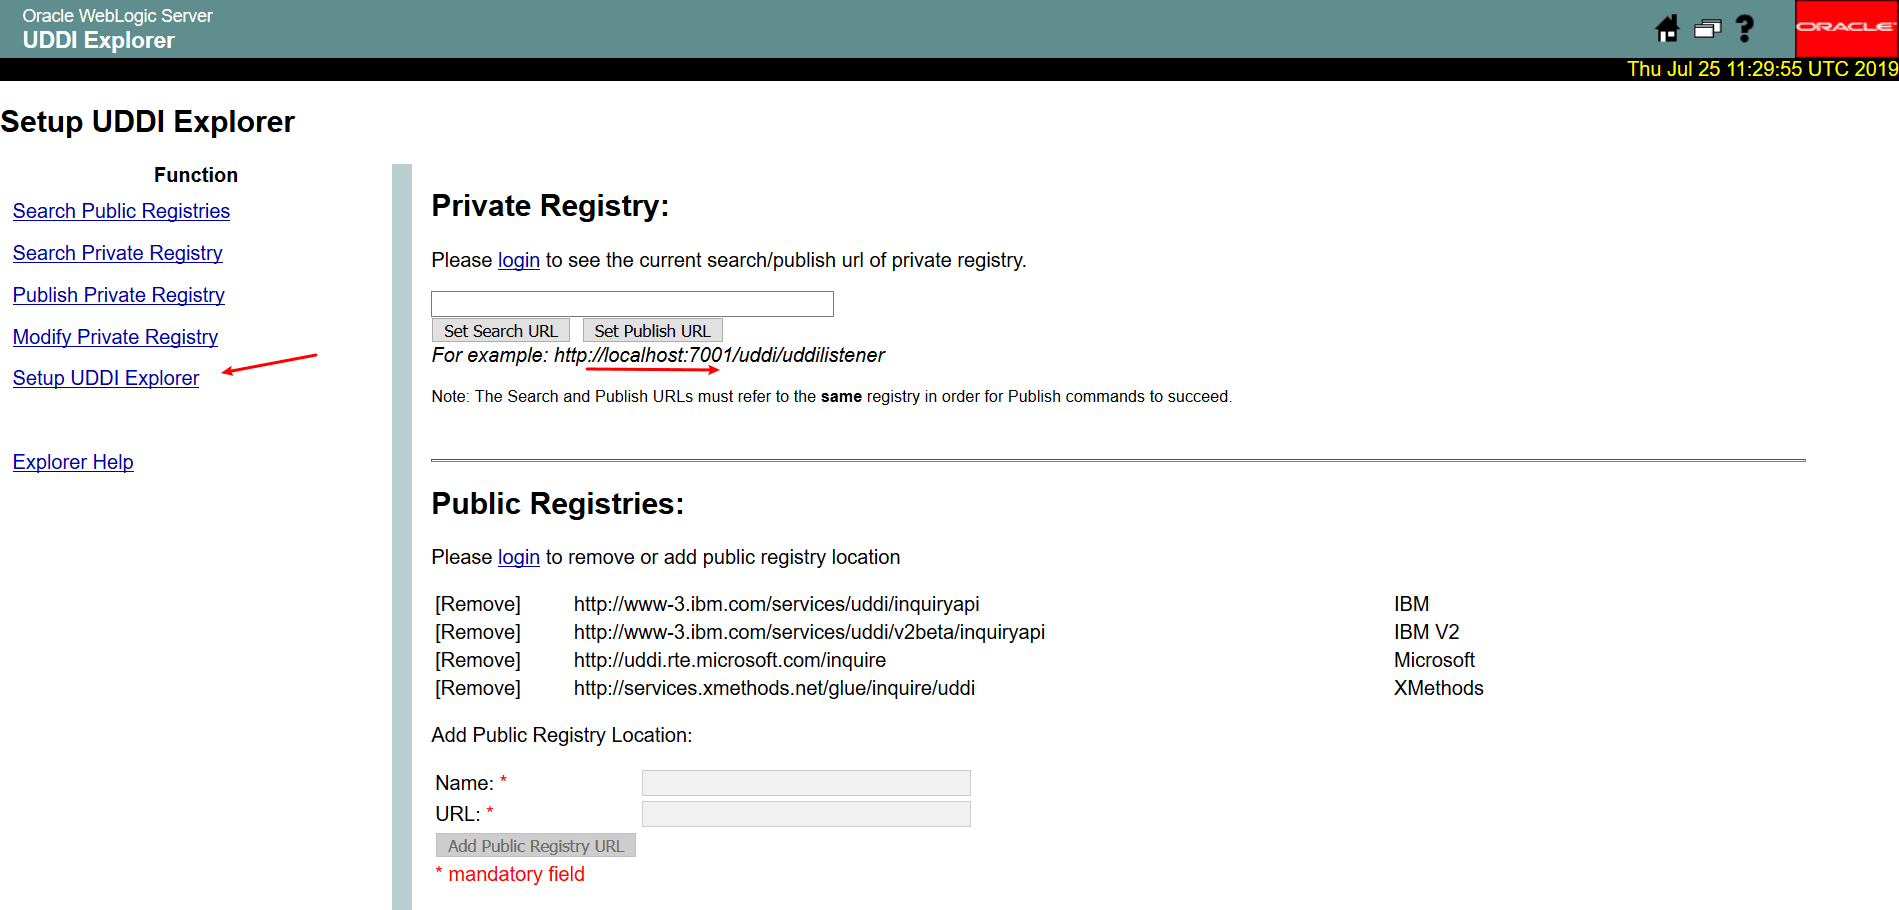 Oracle WebLogic Server
UDDI Explorer
ORACLE
Thu Jul 25 11:29:55 UTC 2019
Setup UDDI Explorer
Function
Search Public Registries
Search Private Registry
Publish Private Registry
Modify Private Registry
Setup UDDI Explorer
Explorer Help
Private Registry:
Please login to see the current search/publish url of private registry.
Set Search URL Set Publish URL
For example: http://localhost:7001/uddi/uddilistener
Note: The Search and Publish URLs must refer to the same registry in order for Publish commands to succeed.
Public Registries:
Please login to remove or add public registry location
[Remove] http://www-3.ibm.com/services/uddi/inquiryapi IBM
[Remove] http://www-3.ibm.com/services/uddi/v2beta/inquiryapi IBM V2
[Remove] http://uddi.rte.microsoft.com/inquire Microsoft
[Remove] http://services.xmethods.net/glue/inquire/uddi XMethods
Add Public Registry Location:
Name: *
URL: *
Add Public Registry URL
* mandatory field